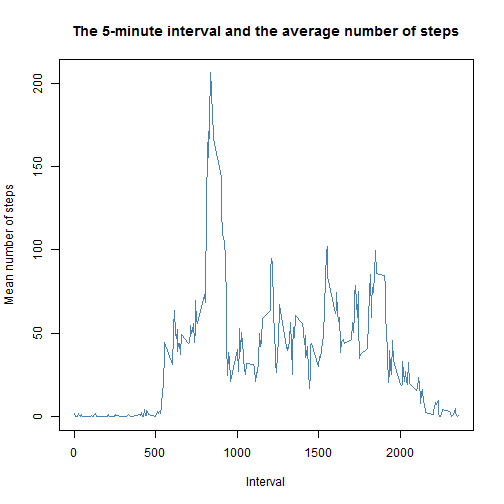 The 5-minute interval and the average number of steps
Mean number of steps
200
150
100
50
0
0 500 1000 1500 2000
Interval